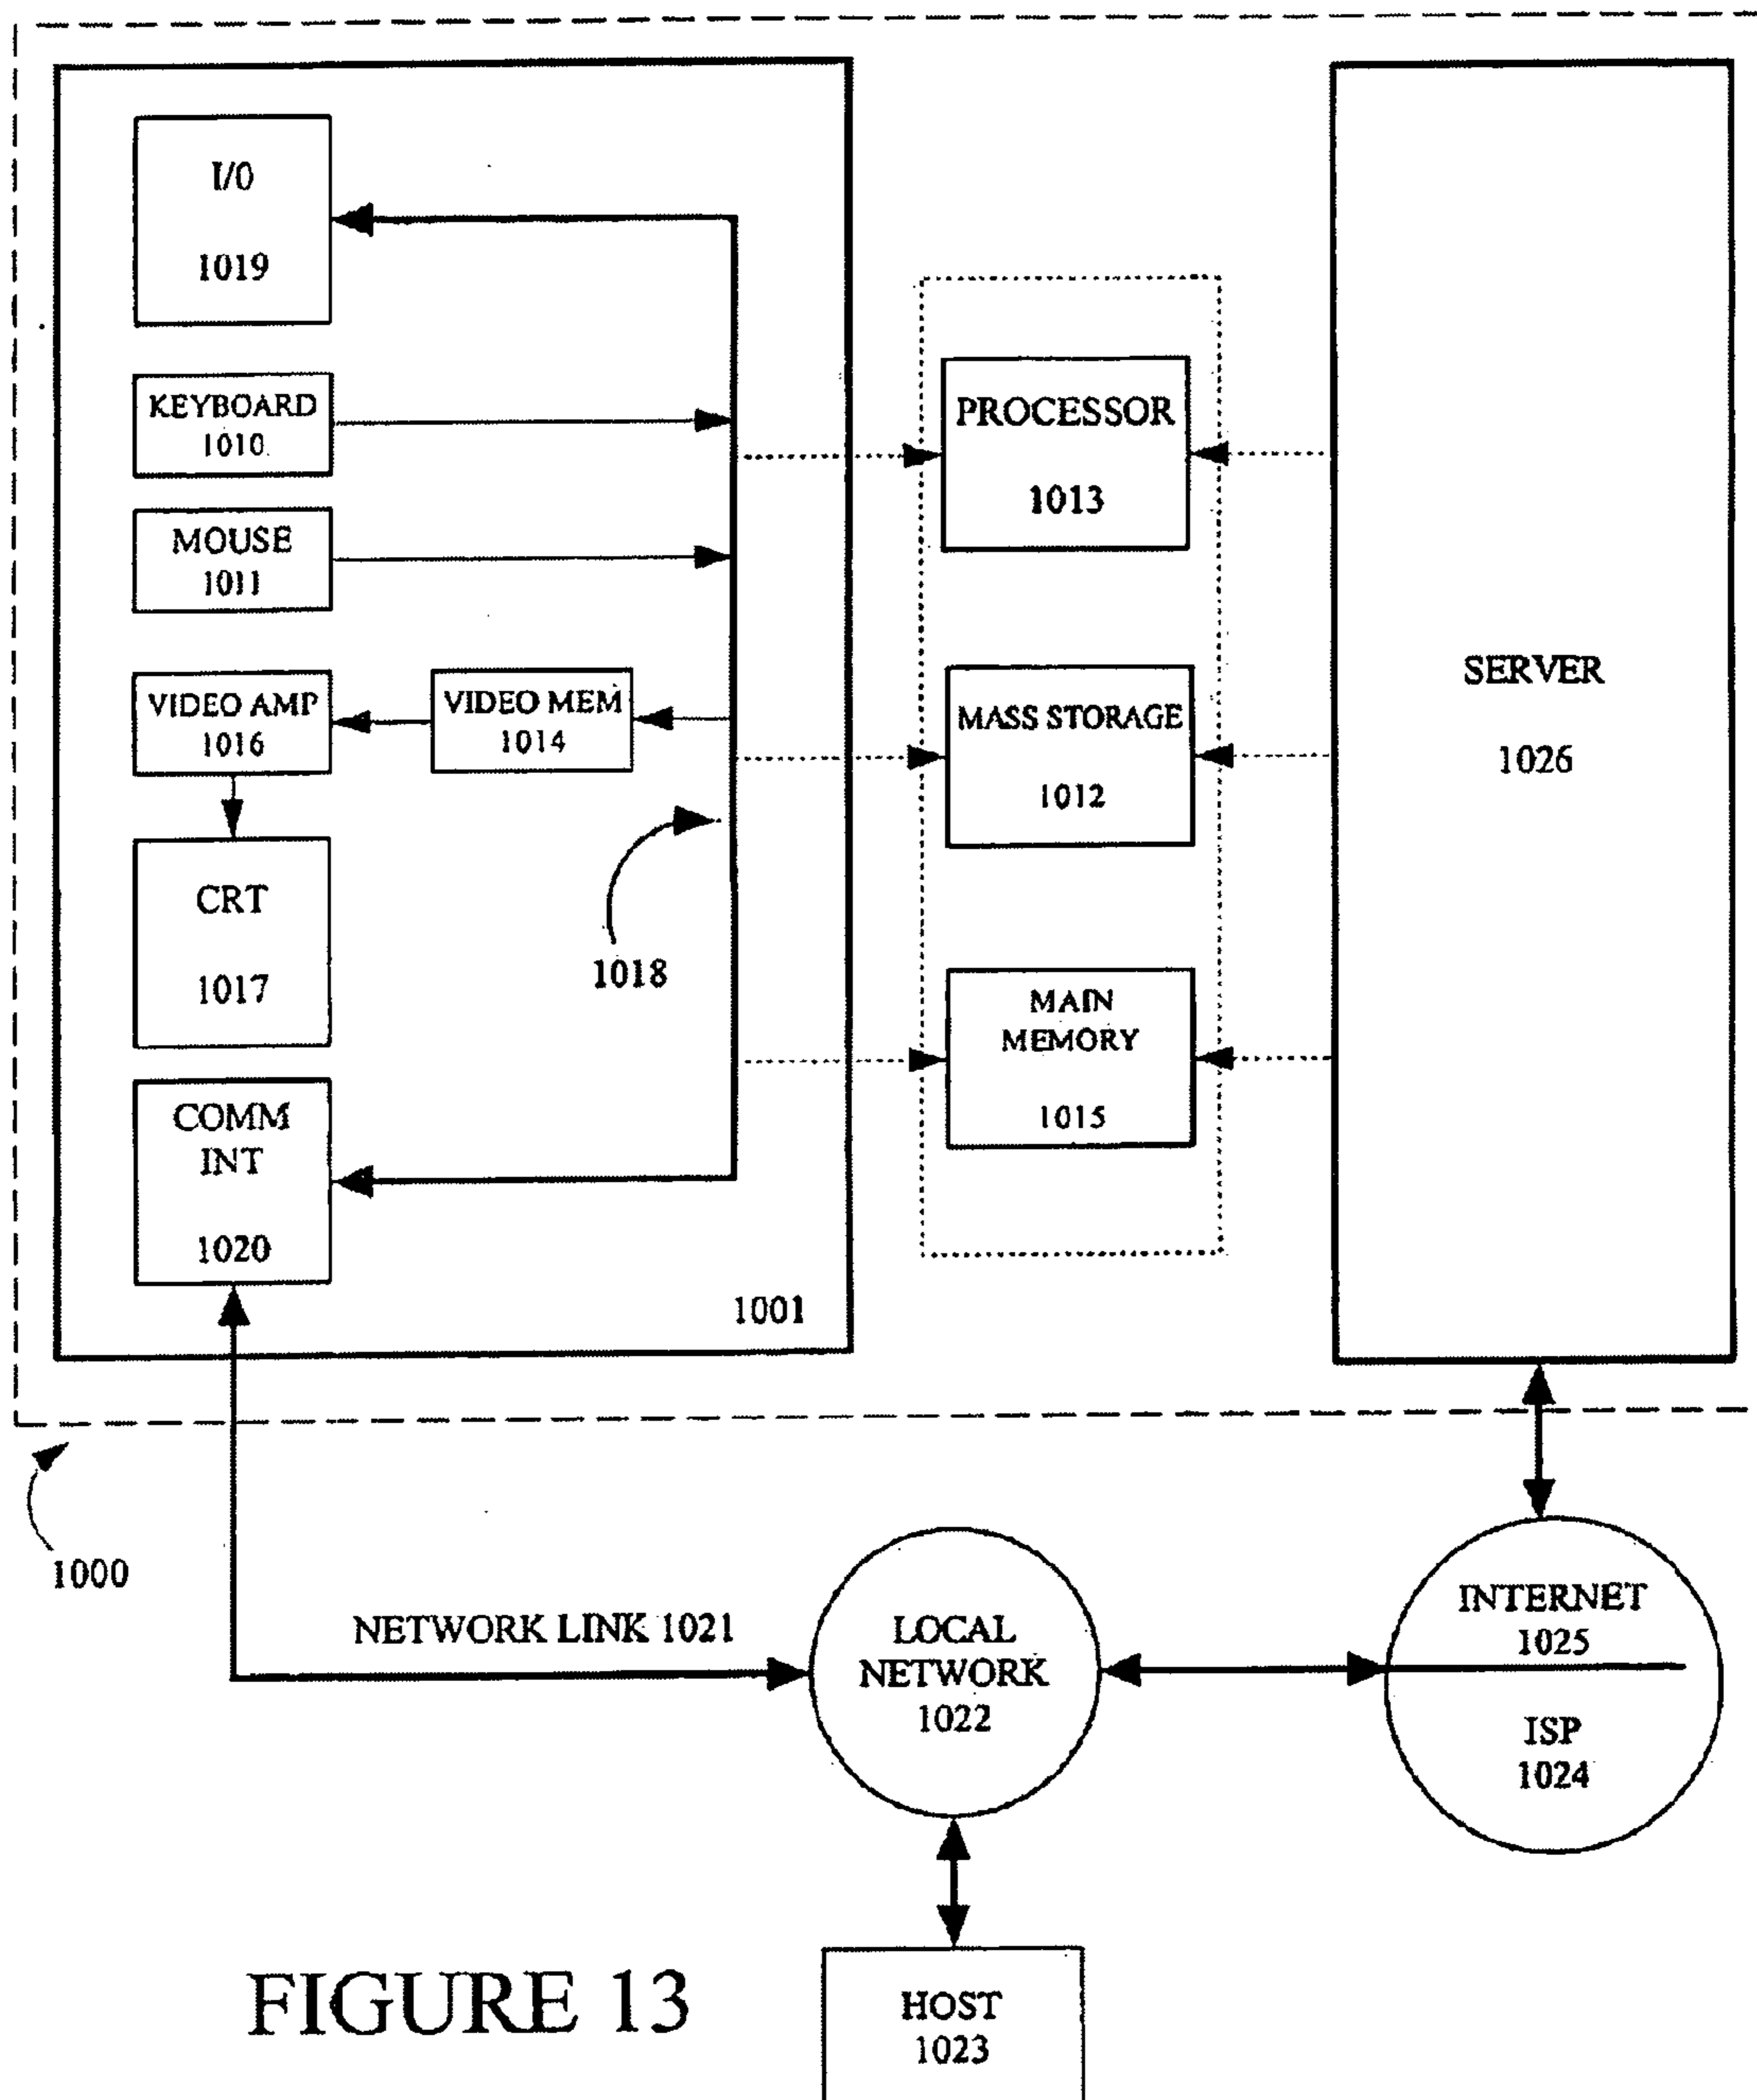 I/0
1019
KEYBOARD
1010
MOUSE
1011
VIDEO AMP
1016
VIDEO MEM
1014
CRT
1017
1018
COMM
INT
1020
1001
PROCESSOR
1013
MASS STORAGE
1012
MAIN
MEMORY
1015
SERVER
1026
1000
NETWORK LINK 1021
LOCAL
NETWORK
1022
INTERNET
1025
ISP
1024
HOST
1023
FIGURE 13